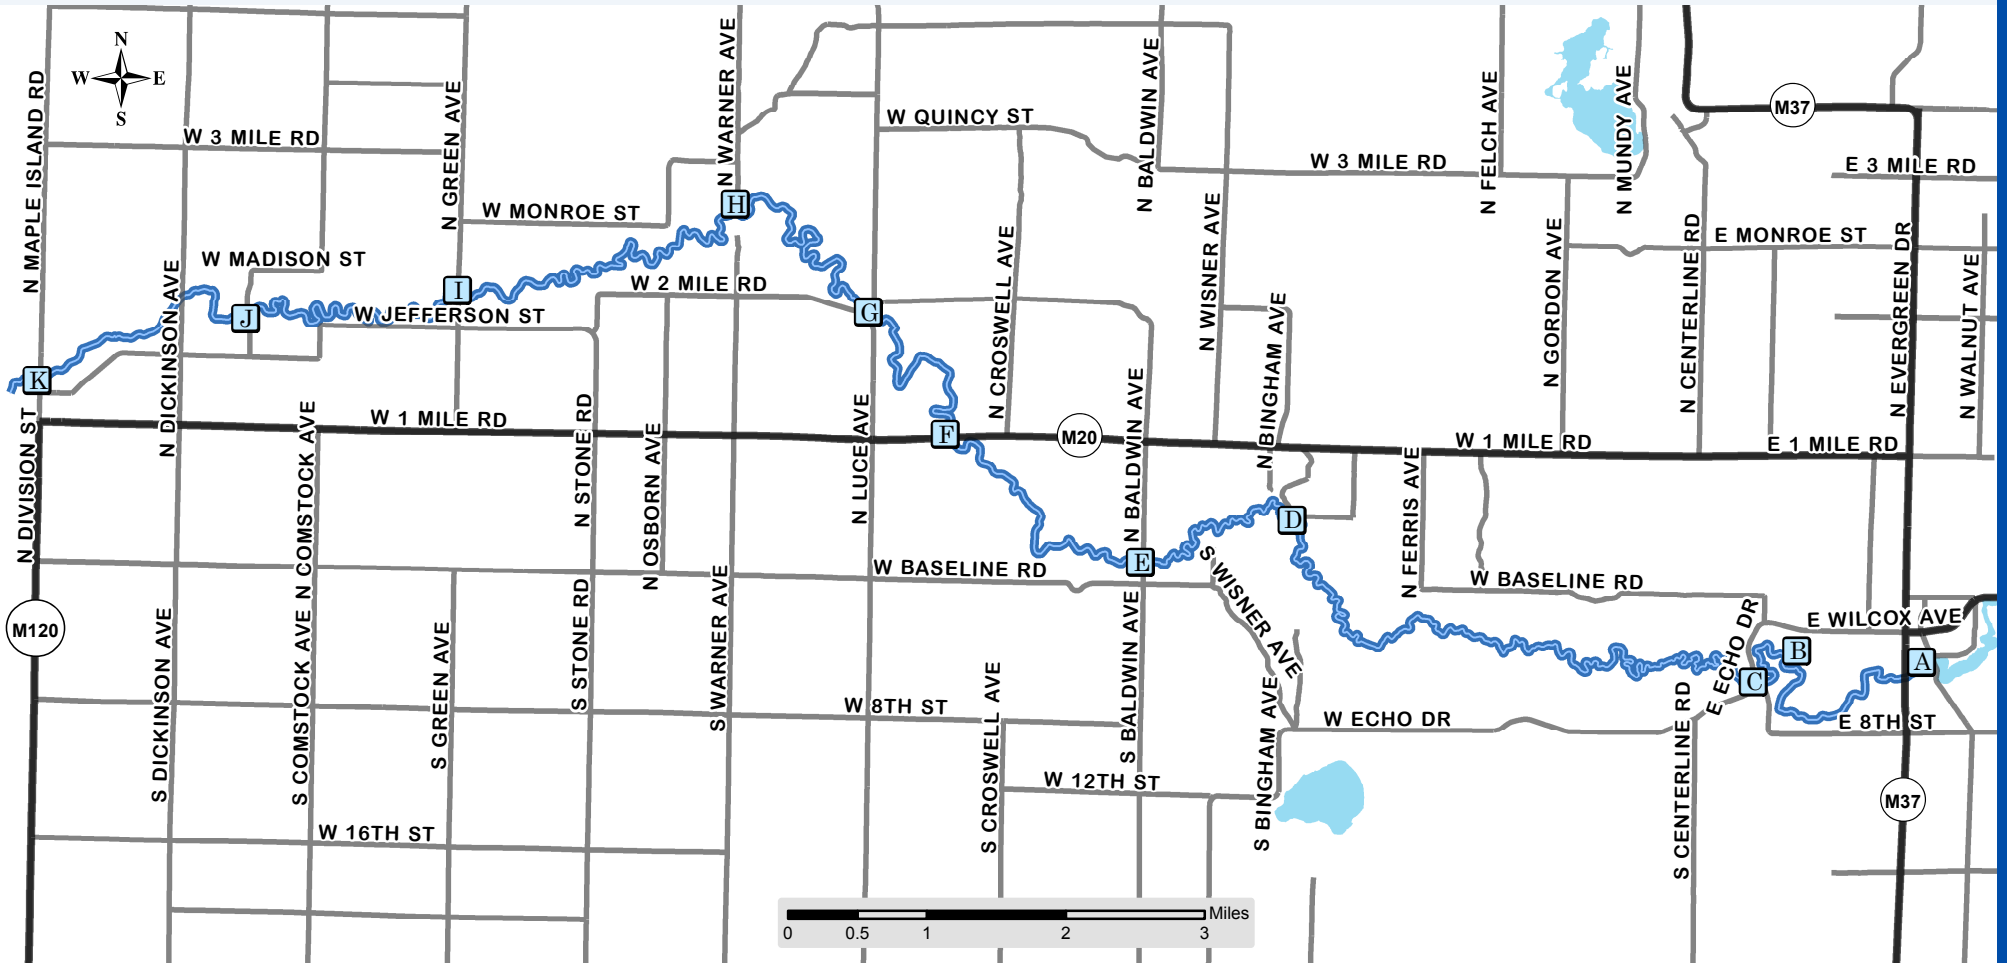 N
W E
S
N MAPLE ISLAND RD
W 3 MILE RD
N GREEN AVE
N WARNER AVE
W QUINCY ST
N BALDWIN AVE
W 3 MILE RD
N FELCH AVE
N MUNDY AVE
M37
E 3 MILE RD
W MONROE ST
H
N WISNER AVE
N CROSWELL AVE
N GORDON AVE
N CENTERLINE RD
E MONROE ST
N EVERGREEN DR
N WALNUT AVE
W MADISON ST
N DICKINSON AVE
I
J
W JEFFERSON ST
W 2 MILE RD
G
N BINGHAM AVE
K
W 1 MILE RD
N DIVISION ST
N COMSTOCK AVE
N STONE RD
N OSBORN AVE
N LUCE AVE
F
M20
N BALDWIN AVE
W 1 MILE RD
E 1 MILE RD
N FERRIS AVE
D
E
W BASELINE RD
W BASELINE RD
S WISNER AVE
M120
S DICKINSON AVE
S COMSTOCK AVE
S GREEN AVE
S STONE RD
S WARNER AVE
S BALDWIN AVE
E ECHO DR
E WILCOX AVE
B
A
C
W 8TH ST
S CROSWELL AVE
S BINGHAM AVE
W ECHO DR
S CENTERLINE RD
E 8TH ST
W 12TH ST
M37
W 16TH ST
Miles
0 0.5 1 2 3